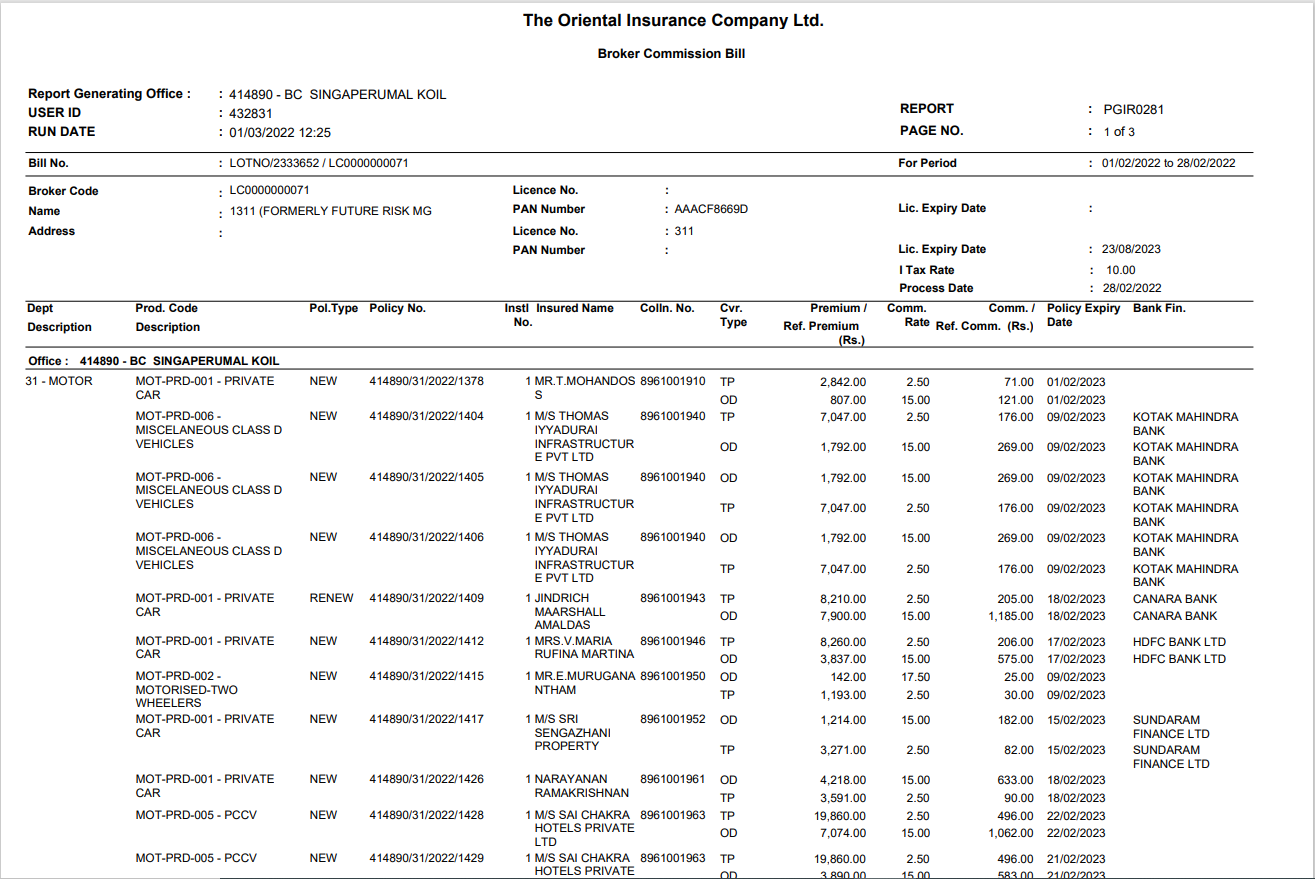 The Oriental Insurance Company Ltd.
Broker Commission Bill
Report Generating Office : : 414890 - BC SINGAPERUMAL KOIL
USER ID : 432831
REPORT : PGIR0281
RUN DATE : 01/03/2022 12:25
PAGE NO. : 1 of 3
Bill No. : LOTNO/2333652 / LC0000000071 For Period : 01/02/2022 to 28/02/2022
Broker Code : LC0000000071 Licence No. :
Name : 1311 (FORMERLY FUTURE RISK MG PAN Number : AAACF8669D Lic. Expiry Date :
Address : Licence No. : 311
PAN Number : Lic. Expiry Date : 23/08/2023
I Tax Rate : 10.00
Process Date : 28/02/2022
Dept Prod. Code Pol.Type Policy No. Instl Insured Name Colln. No. Cvr. Premium / Comm. Comm. / Policy Expiry Bank Fin.
Description Description No. Type Ref. Premium Rate Ref. Comm. (Rs.) Date
(Rs.)
Office : 414890 - BC SINGAPERUMAL KOIL
31 - MOTOR MOT-PRD-001 - PRIVATE NEW 414890/31/2022/1378 1 MR.T.MOHANDOS 8961001910 TP 2,842.00 2.50 71.00 01/02/2023
CAR S OD 807.00 15.00 121.00 01/02/2023
MOT-PRD-006 - NEW 414890/31/2022/1404 1 M/S THOMAS 8961001940 TP 7,047.00 2.50 176.00 09/02/2023 KOTAK MAHINDRA
MISCELANEOUS CLASS D IYYADURAI BANK
VEHICLES INFRASTRUCTUR OD 1,792.00 15.00 269.00 09/02/2023 KOTAK MAHINDRA
E PVT LTD BANK
MOT-PRD-006 - NEW 414890/31/2022/1405 1 M/S THOMAS 8961001940 OD 1,792.00 15.00 269.00 09/02/2023 KOTAK MAHINDRA
MISCELANEOUS CLASS D IYYADURAI BANK
VEHICLES INFRASTRUCTUR TP 7,047.00 2.50 176.00 09/02/2023 KOTAK MAHINDRA
E PVT LTD BANK
MOT-PRD-006 - NEW 414890/31/2022/1406 1 M/S THOMAS 8961001940 OD 1,792.00 15.00 269.00 09/02/2023 KOTAK MAHINDRA
MISCELANEOUS CLASS D IYYADURAI BANK
VEHICLES INFRASTRUCTUR TP 7,047.00 2.50 176.00 09/02/2023 KOTAK MAHINDRA
E PVT LTD BANK
MOT-PRD-001 - PRIVATE RENEW 414890/31/2022/1409 1 JINDRICH 8961001943 TP 8,210.00 2.50 205.00 18/02/2023 CANARA BANK
CAR MAARSHALL OD 7,900.00 15.00 1,185.00 18/02/2023 CANARA BANK
AMALDAS
MOT-PRD-001 - PRIVATE NEW 414890/31/2022/1412 1 MRS.V.MARIA 8961001946 TP 8,260.00 2.50 206.00 17/02/2023 HDFC BANK LTD
CAR RUFINA MARTINA OD 3,837.00 15.00 575.00 17/02/2023 HDFC BANK LTD
MOT-PRD-002 - NEW 414890/31/2022/1415 1 MR.E.MURUGANA 8961001950 OD 142.00 17.50 25.00 09/02/2023
MOTORISED-TWO NTHAM TP 1,193.00 2.50 30.00 09/02/2023
WHEELERS
MOT-PRD-001 - PRIVATE NEW 414890/31/2022/1417 1 M/S SRI 8961001952 OD 1,214.00 15.00 182.00 15/02/2023 SUNDARAM
CAR SENGAZHANI FINANCE LTD
PROPERTY TP 3,271.00 2.50 82.00 15/02/2023 SUNDARAM
FINANCE LTD
MOT-PRD-001 - PRIVATE NEW 414890/31/2022/1426 1 NARAYANAN 8961001961 OD 4,218.00 15.00 633.00 18/02/2023
CAR RAMAKRISHNAN TP 3,591.00 2.50 90.00 18/02/2023
MOT-PRD-005 - PCCV NEW 414890/31/2022/1428 1 M/S SAI CHAKRA 8961001963 TP 19,860.00 2.50 496.00 22/02/2023
HOTELS PRIVATE OD 7,074.00 15.00 1,062.00 22/02/2023
LTD
MOT-PRD-005 - PCCV NEW 414890/31/2022/1429 1 M/S SAI CHAKRA 8961001963 TP 19,860.00 2.50 496.00 21/02/2023
HOTELS PRIVATE OD 3,890.00 15.00 583.00 21/02/2023